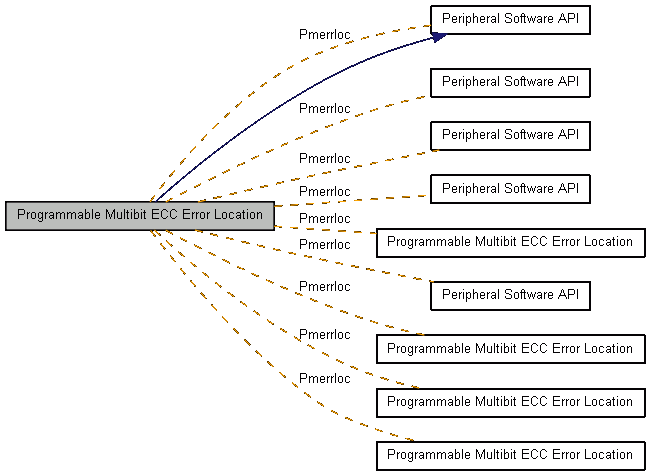 Peripheral Software API
Pmerrloc
Peripheral Software API
Pmerrloc
Peripheral Software API
Pmerrloc
Peripheral Software API
Pmerrloc
Programmable Multibit ECC Error Location
Pmerrloc
Programmable Multibit ECC Error Location
Pmerrloc
Peripheral Software API
Pmerrloc
Programmable Multibit ECC Error Location
Pmerrloc
Programmable Multibit ECC Error Location
Pmerrloc
Programmable Multibit ECC Error Location